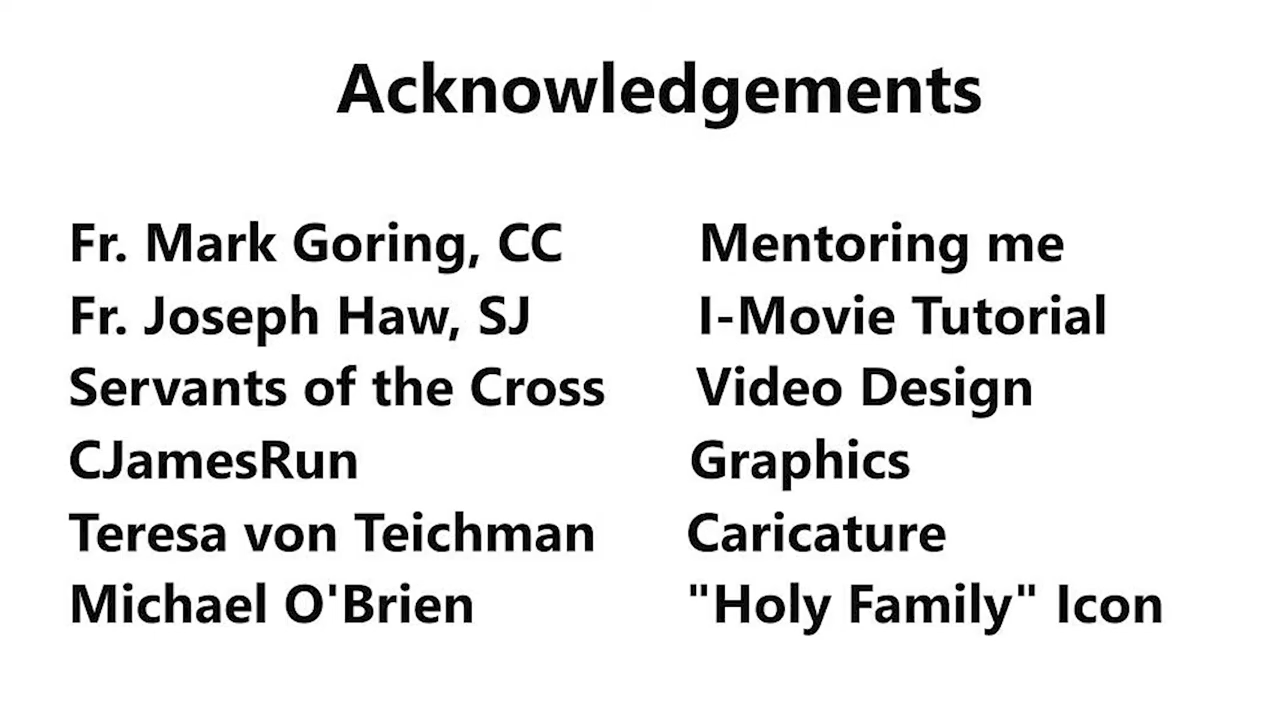 Acknowledgements
Fr. Mark Goring, CC Mentoring me
Fr. Joseph Haw, SJ I-Movie Tutorial
Servants of the Cross Video Design
CJamesRun Graphics
Teresa von Teichman Caricature
Michael O'Brien "Holy Family" Icon